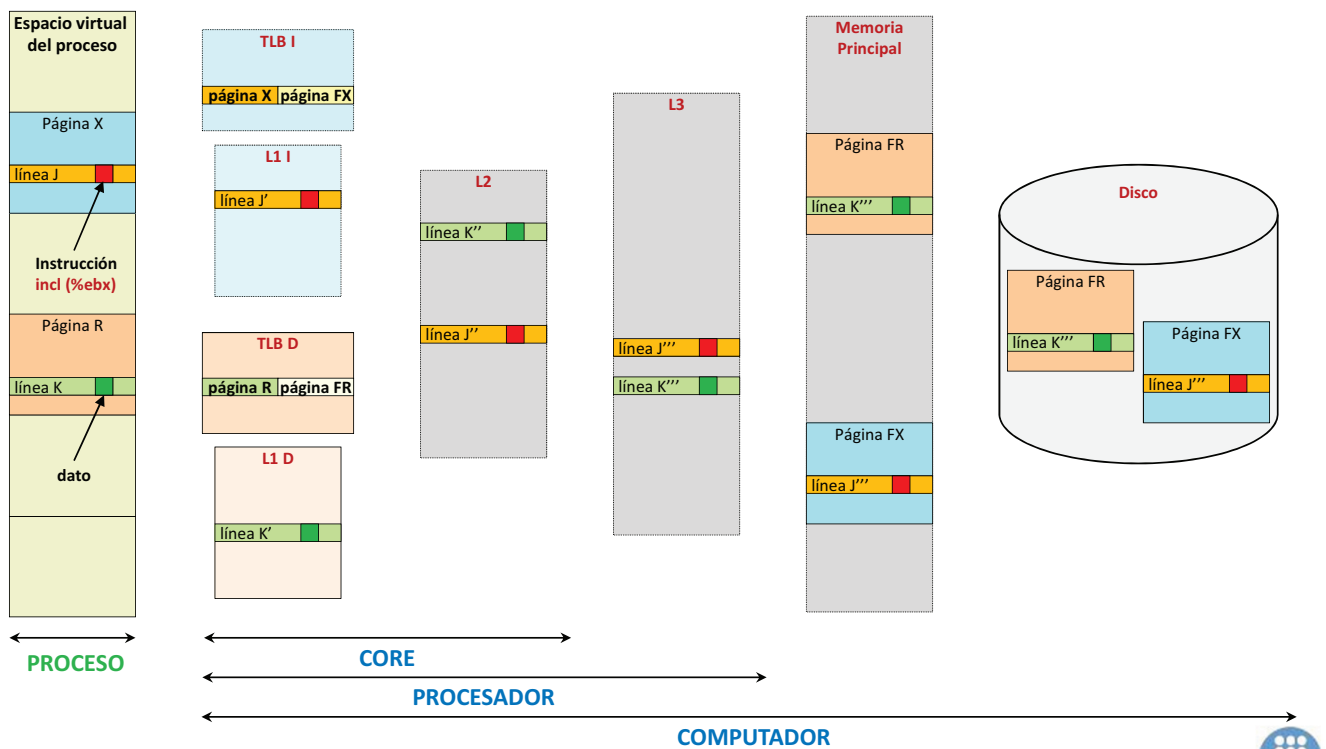 Espacio virtual
del proceso
Página X
línea J
Instrucción
incl (%ebx)
Página R
línea K
dato
PROCESO
TLB I
página X página FX
L1 I
línea J'
TLB D
página R página FR
L1 D
línea K'
L2
línea K''
línea J''
L3
línea J'''
línea K'''
Memoria
Principal
Página FR
línea K'''
Página FX
línea J'''
Disco
Página FR
línea K'''
Página FX
línea J'''
CORE
PROCESADOR
COMPUTADOR